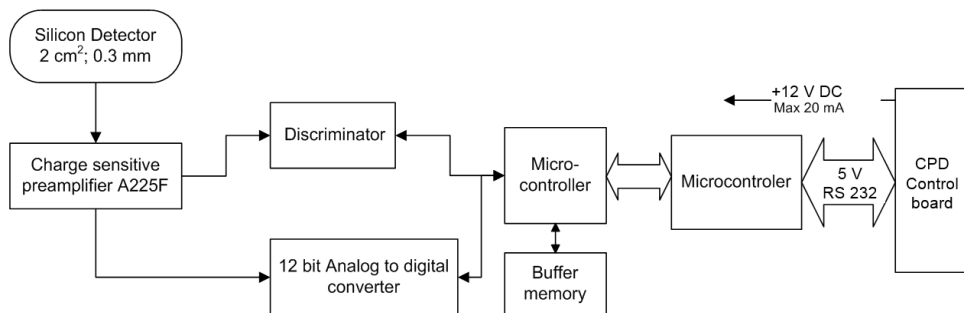 Silicon Detector
2 cm²; 0.3 mm
Charge sensitive
preamplifier A225F
Discriminator
12 bit Analog to digital
converter
Micro-
controller
Buffer
memory
Microcontroler
+12 V DC
Max 20 mA
5 V
RS 232
CPD
Control
board